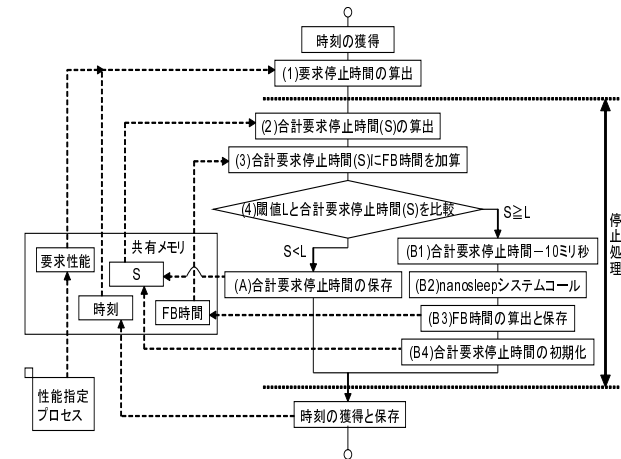 時刻の獲得
(1)要求停止時間の算出
(2)合計要求停止時間(S)の算出
(3)合計要求停止時間(S)にFB時間を加算
(4)閾値Lと合計要求停止時間(S)を比較
S≧L
S<L
停止処理
共有メモリ
要求性能
S
時刻
FB時間
(A)合計要求停止時間の保存
(B1)合計要求停止時間－10ミリ秒
(B2)nanosleepシステムコール
(B3)FB時間の算出と保存
(B4)合計要求停止時間の初期化
性能指定
プロセス
時刻の獲得と保存